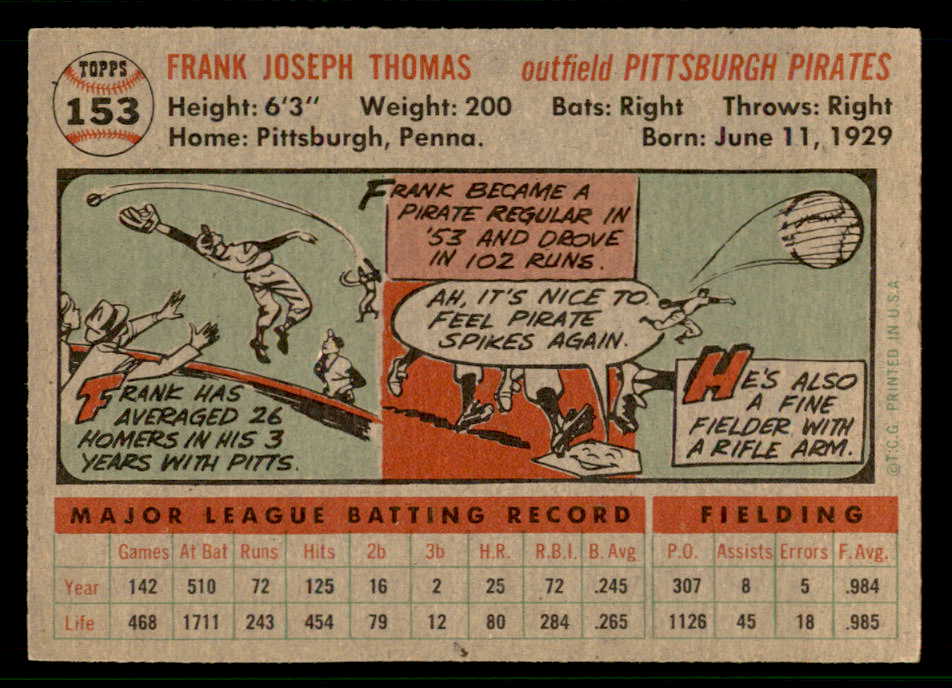 TOPPS
153
FRANK JOSEPH THOMAS outfield PITTSBURGH PIRATES
Height: 6'3" Weight: 200 Bats: Right Throws: Right
Home: Pittsburgh, Penna. Born: June 11, 1929
FRANK HAS
AVERAGED 26
HOMERS IN HIS 3
YEARS WITH PITTS.
FRANK BECAME A
PIRATE REGULAR IN
'53 AND DROVE
IN 102 RUNS.
AH, IT'S NICE TO
FEEL PIRATE
SPIKES AGAIN.
HE'S ALSO
A FINE
FIELDER WITH
A RIFLE ARM.
©T.C.G. PRINTED IN U.S.A
MAJOR LEAGUE BATTING RECORD FIELDING
Games At Bat Runs Hits 2b 3b H.R. R.B.I. B. Avg P.O. Assists Errors F. Avg.
Year 142 510 72 125 16 2 25 72 .245 307 8 5 .984
Life 468 1711 243 454 79 12 80 284 .265 1126 45 18 .985